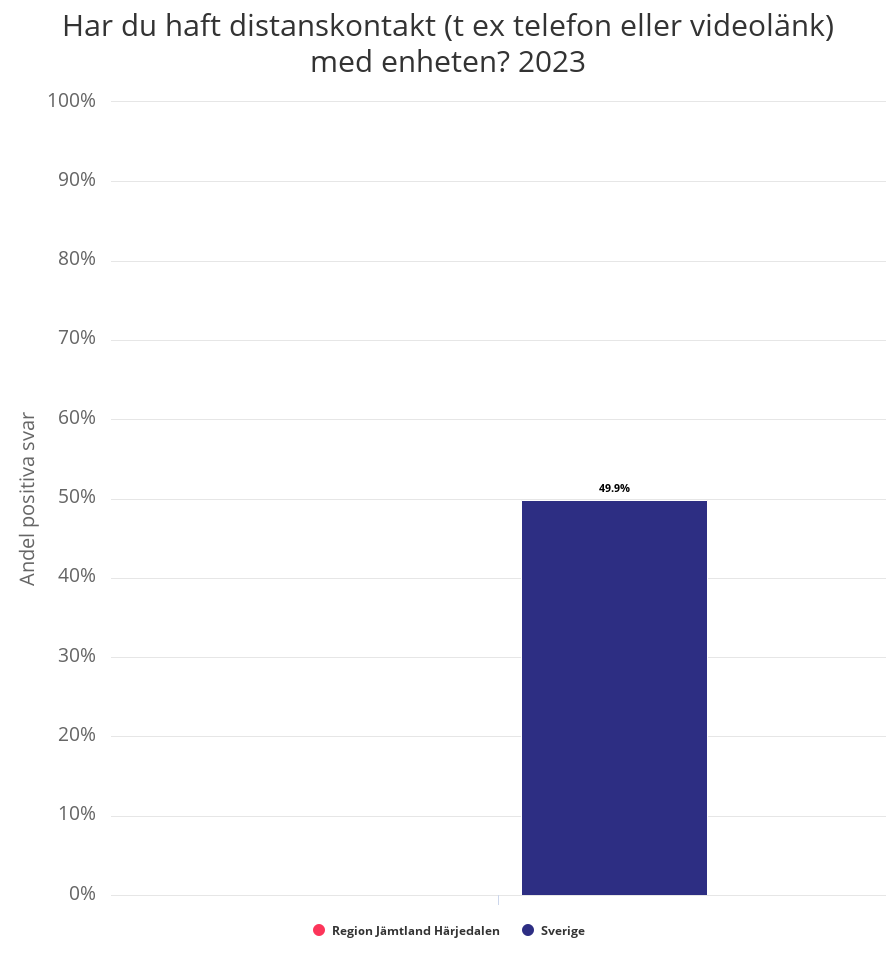 Har du haft distanskontakt (t ex telefon eller videolänk)
med enheten? 2023
100%
90%
80%
70%
60%
50%
40%
30%
20%
10%
0%
Andel positiva svar
49.9%
Region Jämtland Härjedalen
Sverige